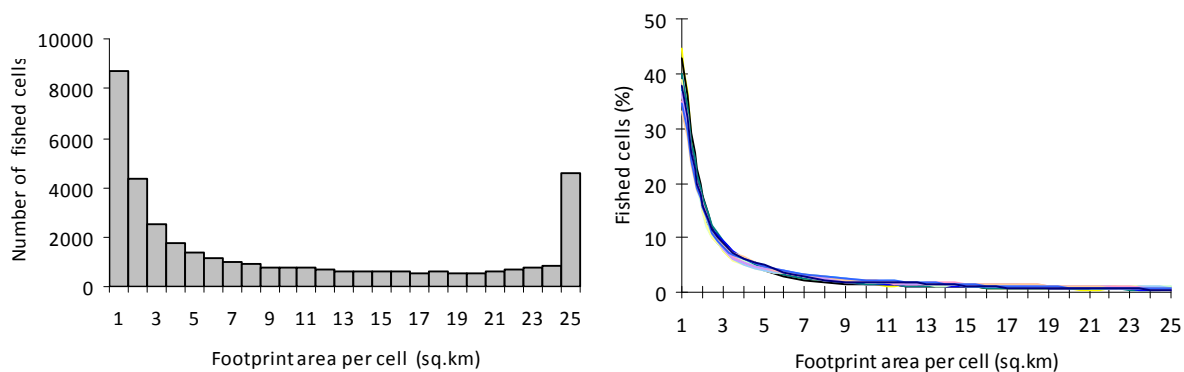 Number of fished cells
10000
8000
6000
4000
2000
0
1 3 5 7 9 11 13 15 17 19 21 23 25
Footprint area per cell (sq.km)
Fished cells (%)
50
40
30
20
10
0
1 3 5 7 9 11 13 15 17 19 21 23 25
Footprint area per cell (sq.km)